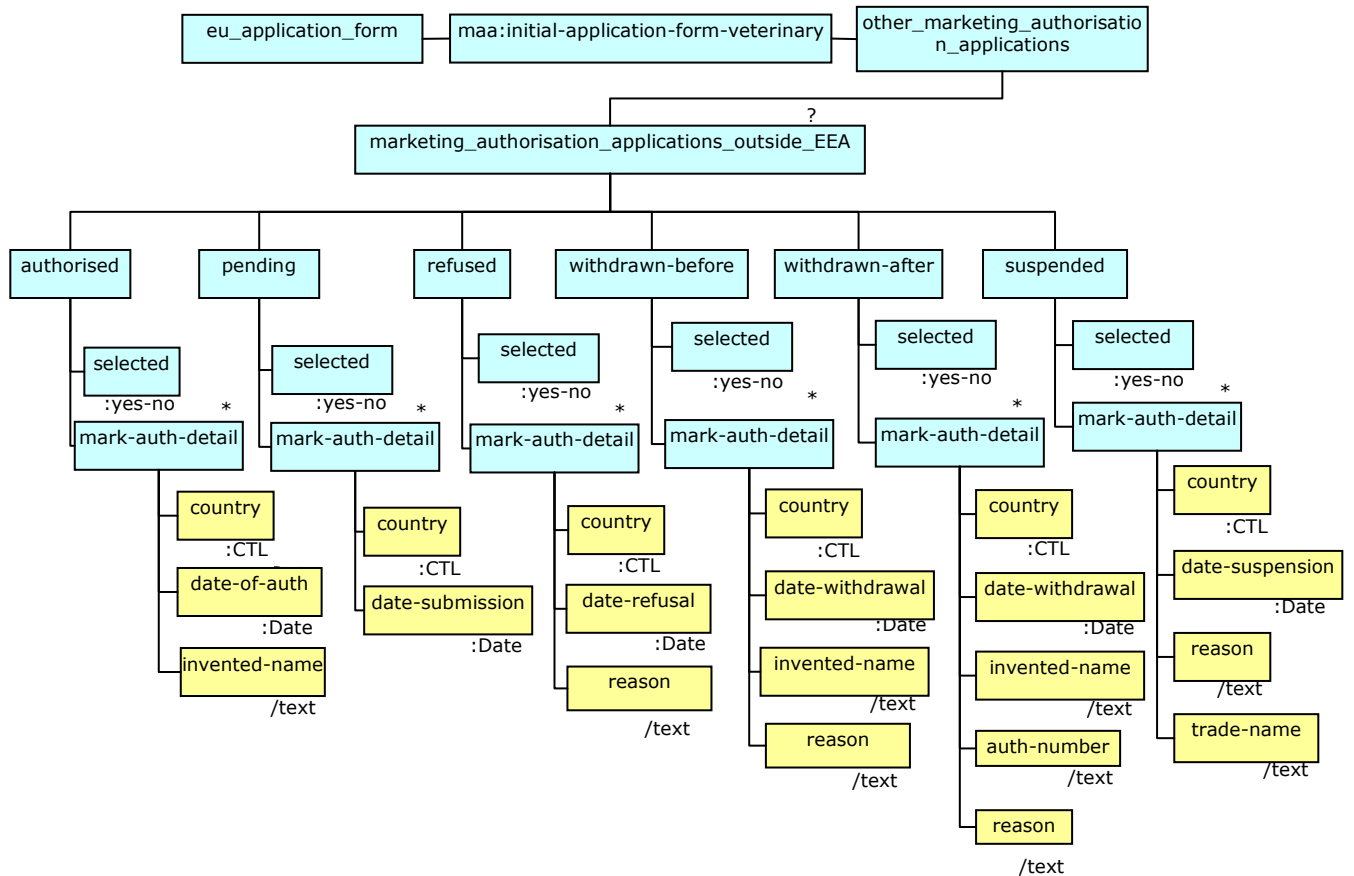 eu_application_form
maa:initial-application-form-veterinary
other_marketing_authorisatio
n_applications
?
marketing_authorisation_applications_outside_EEA
authorised
pending
refused
withdrawn-before
withdrawn-after
suspended
selected
:yes-no
*
mark-auth-detail
country
:CTL
date-of-auth
:Date
invented-name
/text
selected
:yes-no
*
mark-auth-detail
country
:CTL
date-submission
:Date
selected
:yes-no
*
mark-auth-detail
country
:CTL
date-refusal
:Date
reason
/text
selected
:yes-no
*
mark-auth-detail
country
:CTL
date-withdrawal
:Date
invented-name
/text
reason
/text
selected
:yes-no
*
mark-auth-detail
country
:CTL
date-withdrawal
:Date
invented-name
/text
auth-number
/text
reason
/text
selected
:yes-no
*
mark-auth-detail
country
:CTL
date-suspension
:Date
reason
/text
trade-name
/text